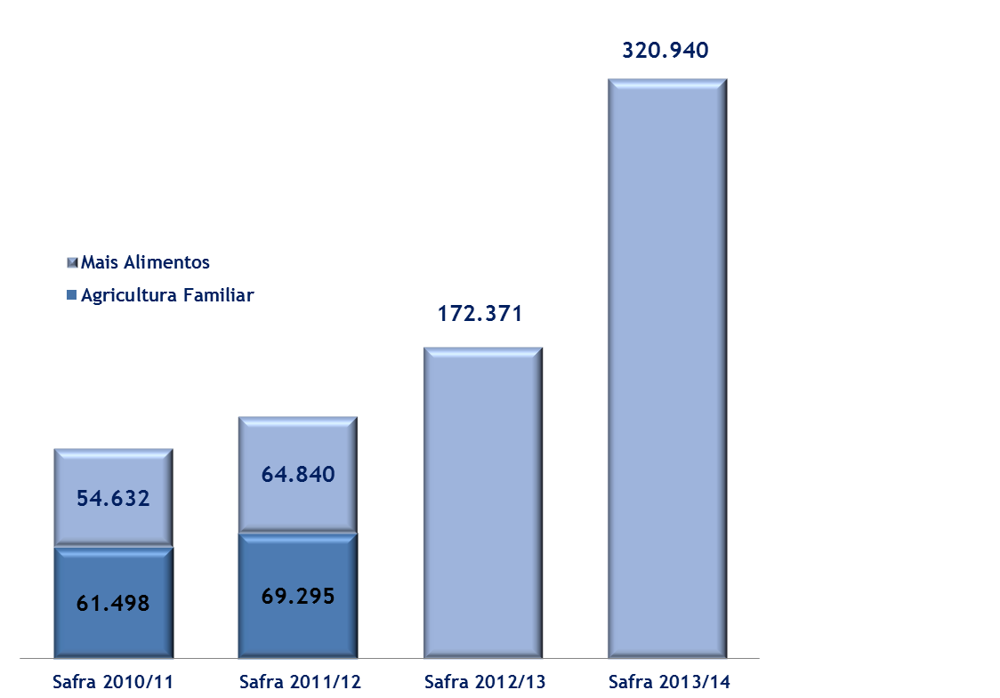 320.940
Mais Alimentos
Agricultura Familiar
172.371
54.632
64.840
61.498
69.295
Safra 2010/11
Safra 2011/12
Safra 2012/13
Safra 2013/14